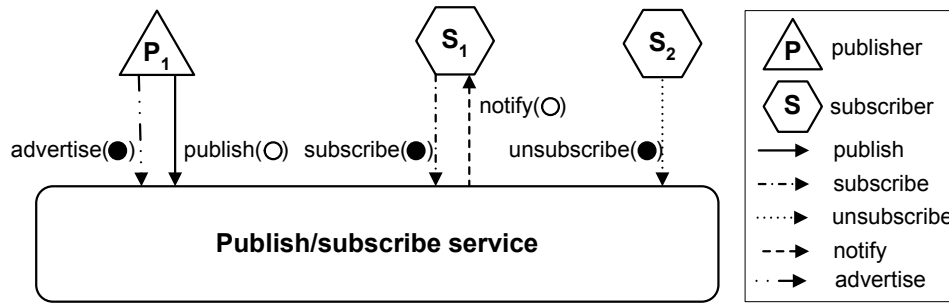 P1
S1
S2
notify(○)
advertise(●)
publish(○)
subscribe(●)
unsubscribe(●)
Publish/subscribe service
P publisher
S subscriber
publish
subscribe
unsubscribe
notify
advertise